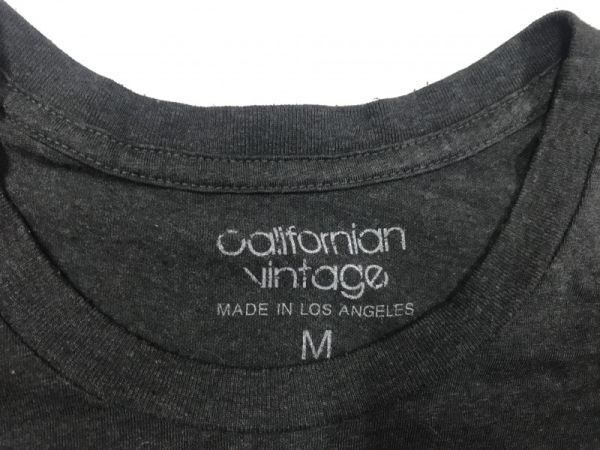 Californian
vintage
MADE IN LOS ANGELES
M